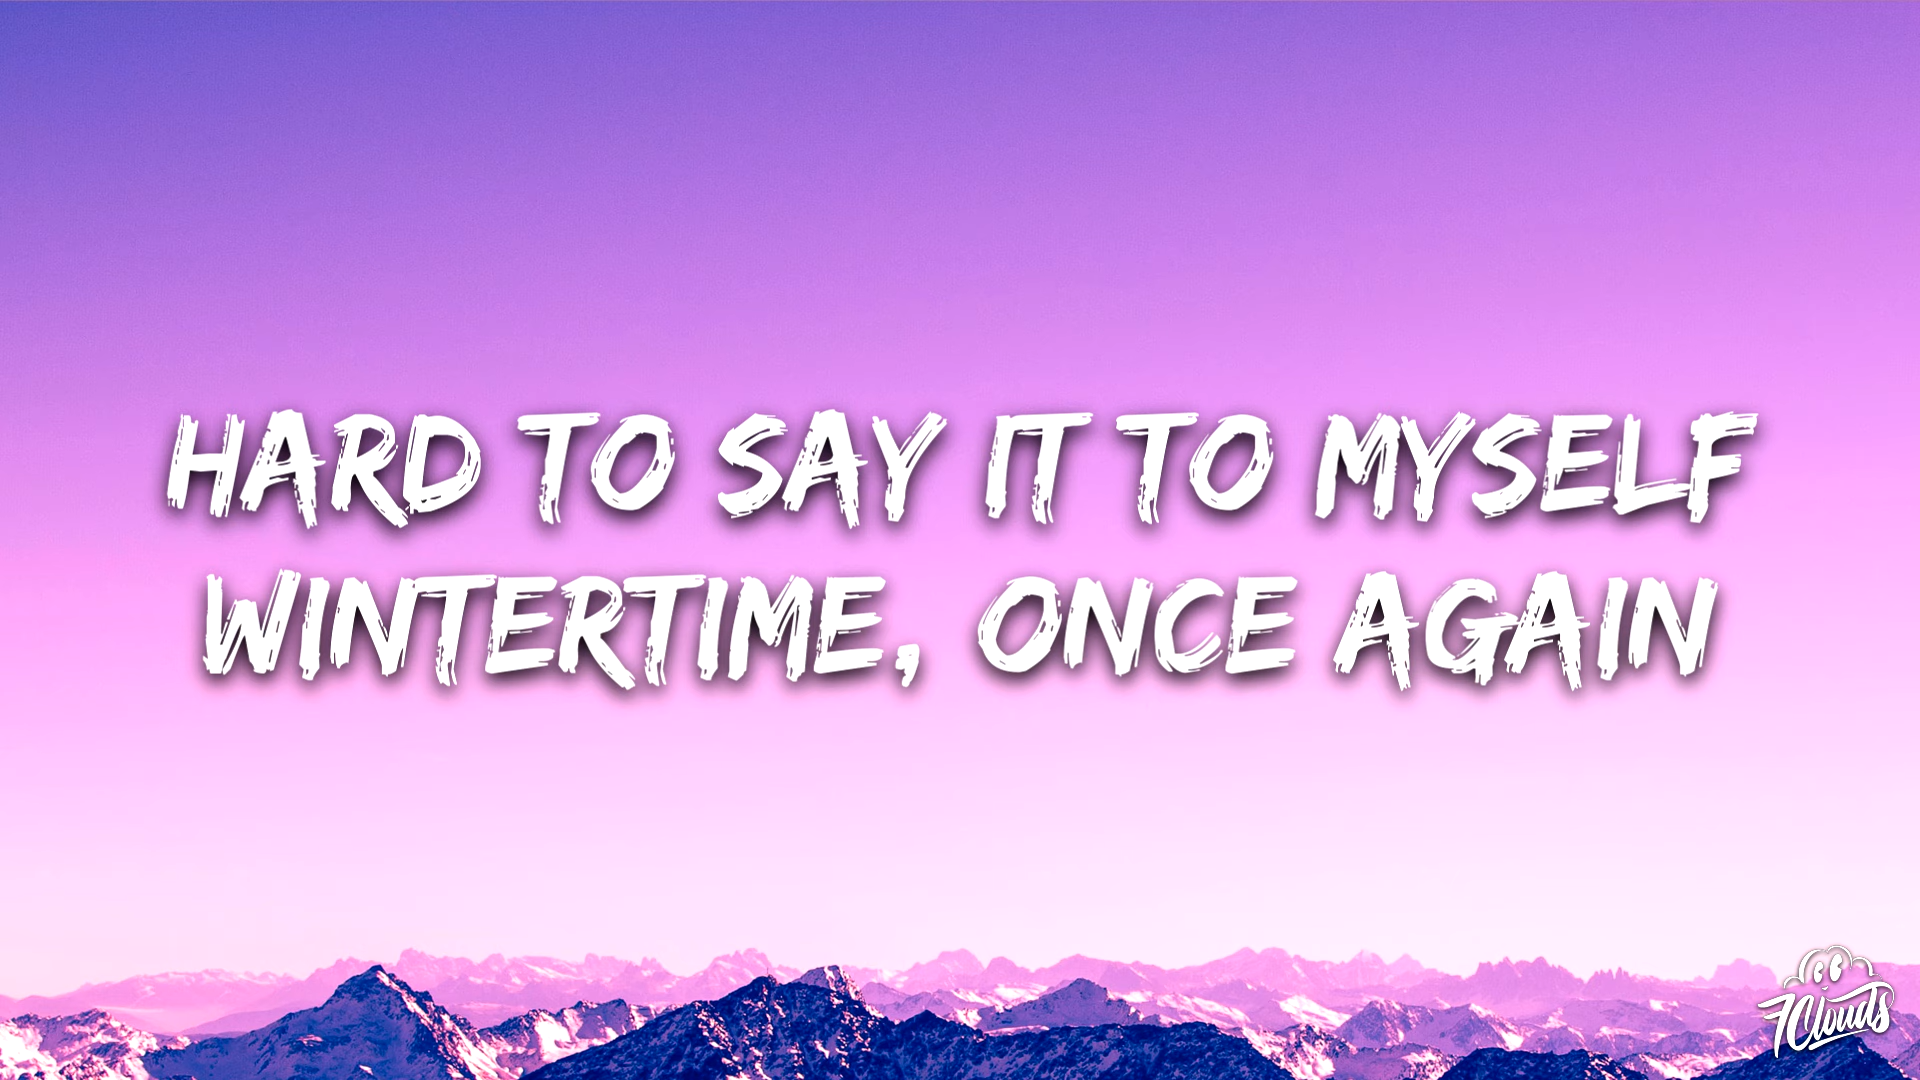 HARD TO SAY IT TO MYSELF
WINTERTIME, ONCE AGAIN
7Clouds